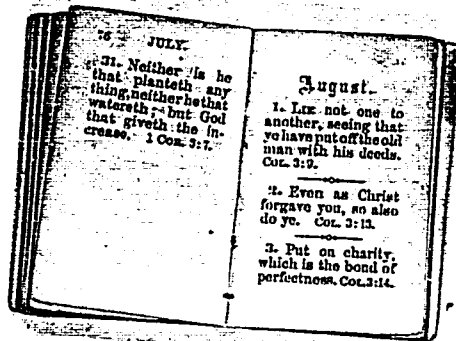 76 JULY.
31. Neither is he
that planteth any
thing, neither he that
watereth; but God
that giveth the in-
crease. 1 COR. 3:7.
August.
1. LIE not one to
another, seeing that
ye have put off the old
man with his deeds.
COL. 3:9.
2. Even as Christ
forgave you, so also
do ye. COL. 3:13.
3. Put on charity,
which is the bond of
perfectness. COL. 3:14.